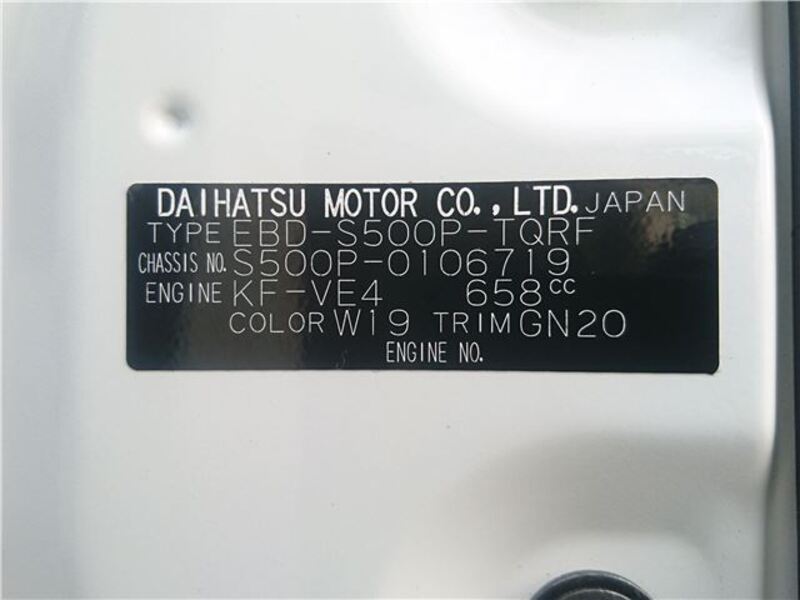 DAIHATSU MOTOR CO., LTD. JAPAN
TYPE EBD-S500P-TQRF
CHASSIS NO. S500P-0106719
ENGINE KF-VE4 658cc
COLOR W19 TRIM GN20
ENGINE NO.